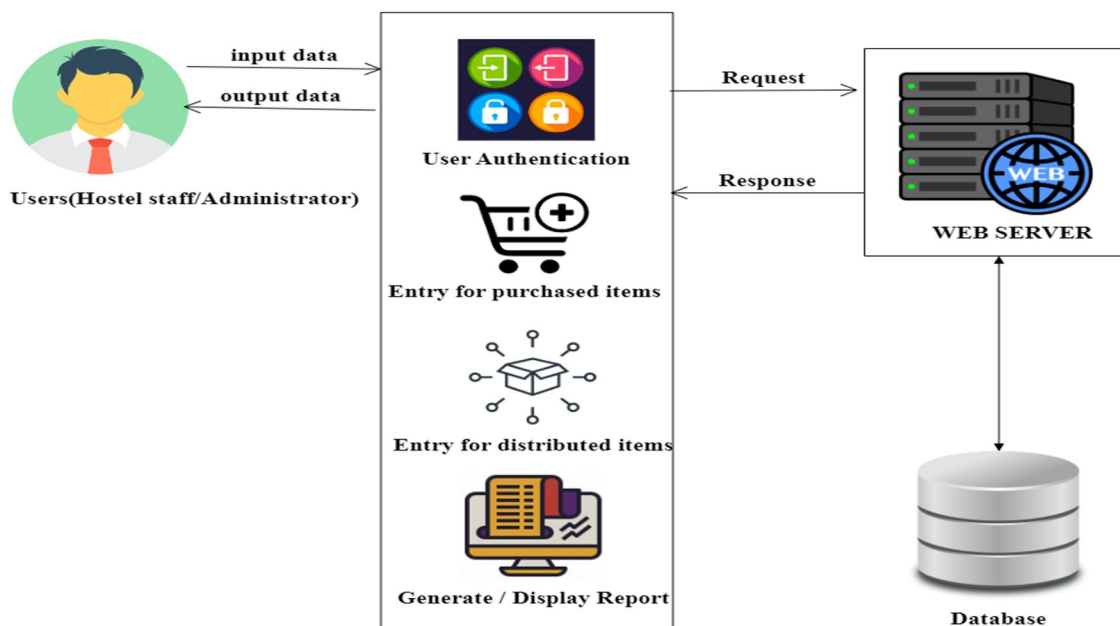 input data
output data
Users(Hostel staff/Administrator)
User Authentication
Entry for purchased items
Entry for distributed items
Generate / Display Report
Request
Response
WEB
WEB SERVER
Database